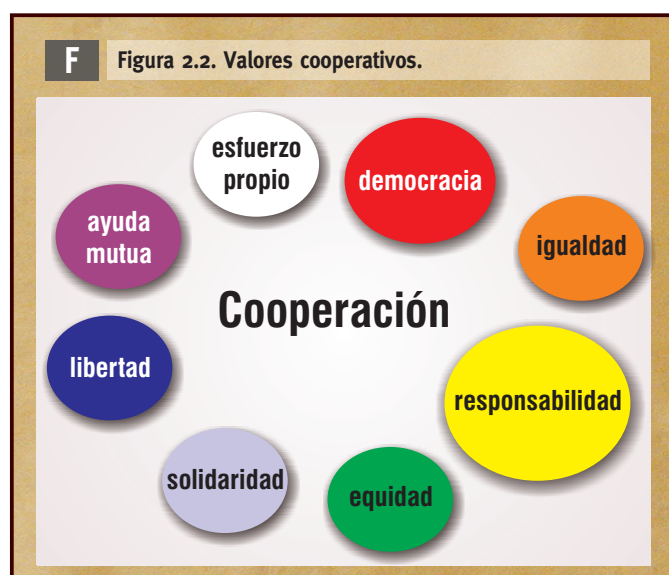 F
Figura 2.2. Valores cooperativos.
esfuerzo
propio
democracia
ayuda
mutua
igualdad
Cooperación
libertad
responsabilidad
solidaridad
equidad